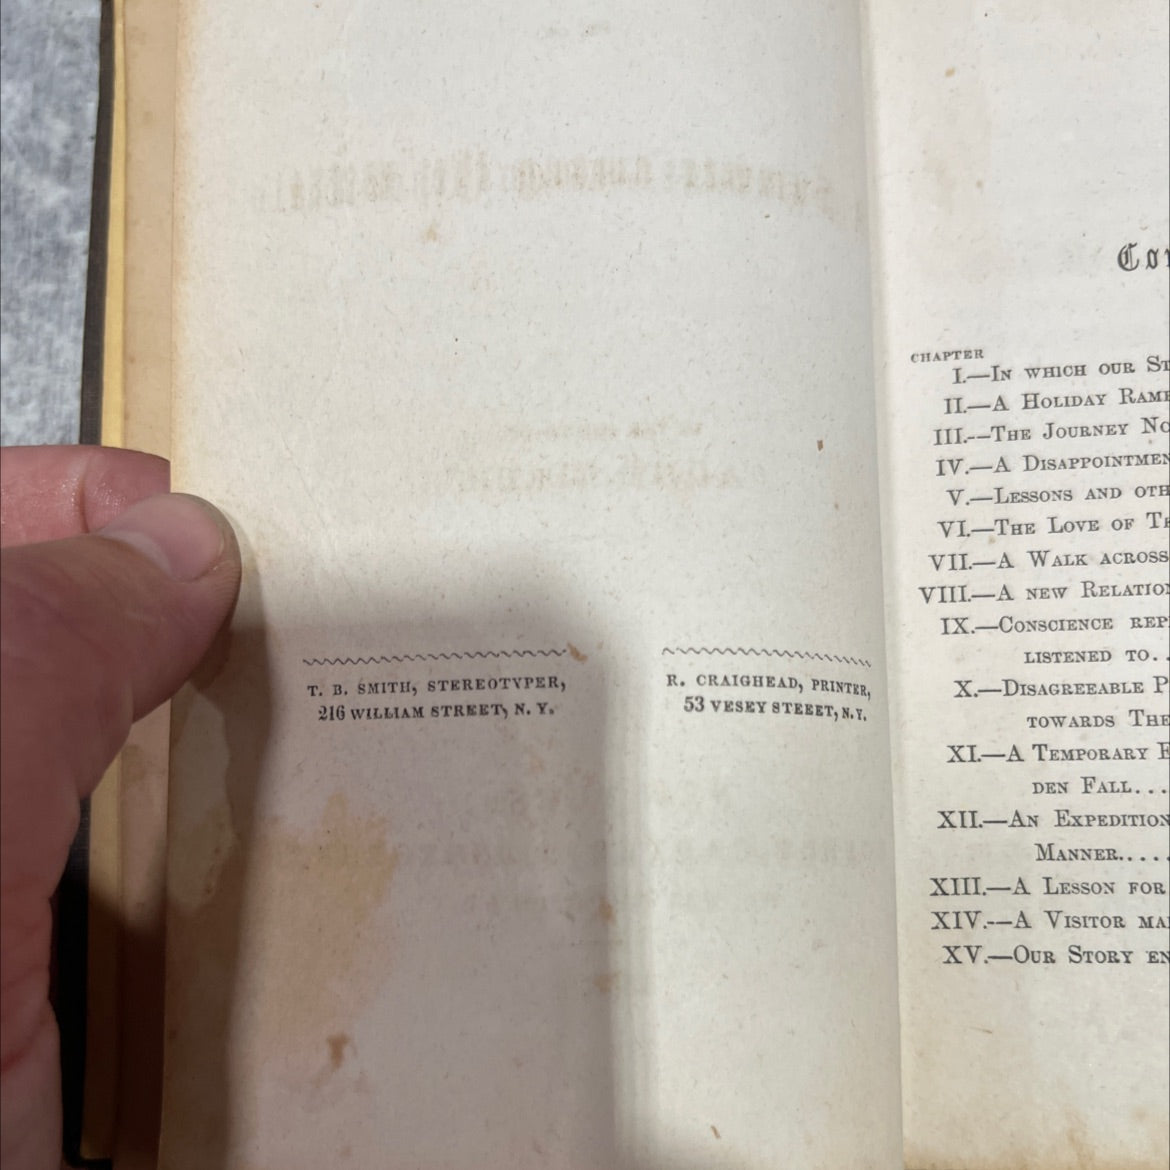 T. B. SMITH, STEREOTYPER,
216 WILLIAM STREET, N. Y.
R. CRAIGHEAD, PRINTER,
53 VESEY STEEET, N. Y.
CHAPTER
I.—IN WHICH OUR
II.—A HOLIDAY
III.--THE JOURNEY
IV.—A
V.—LESSONS AND
VI.—THE LOVE OF
VII.—A WALK ACROSS
VIII.—A NEW
IX.—CONSCIENCE
LISTENED TO..
X.—DISAGREEABLE
TOWARDS
XI.—A TEMPORARY
DEN FALL...
XII.—AN EXPEDITION
MANNER....
XIII.—A LESSON FOR
XIV.--A VISITOR
XV.—OUR STORY